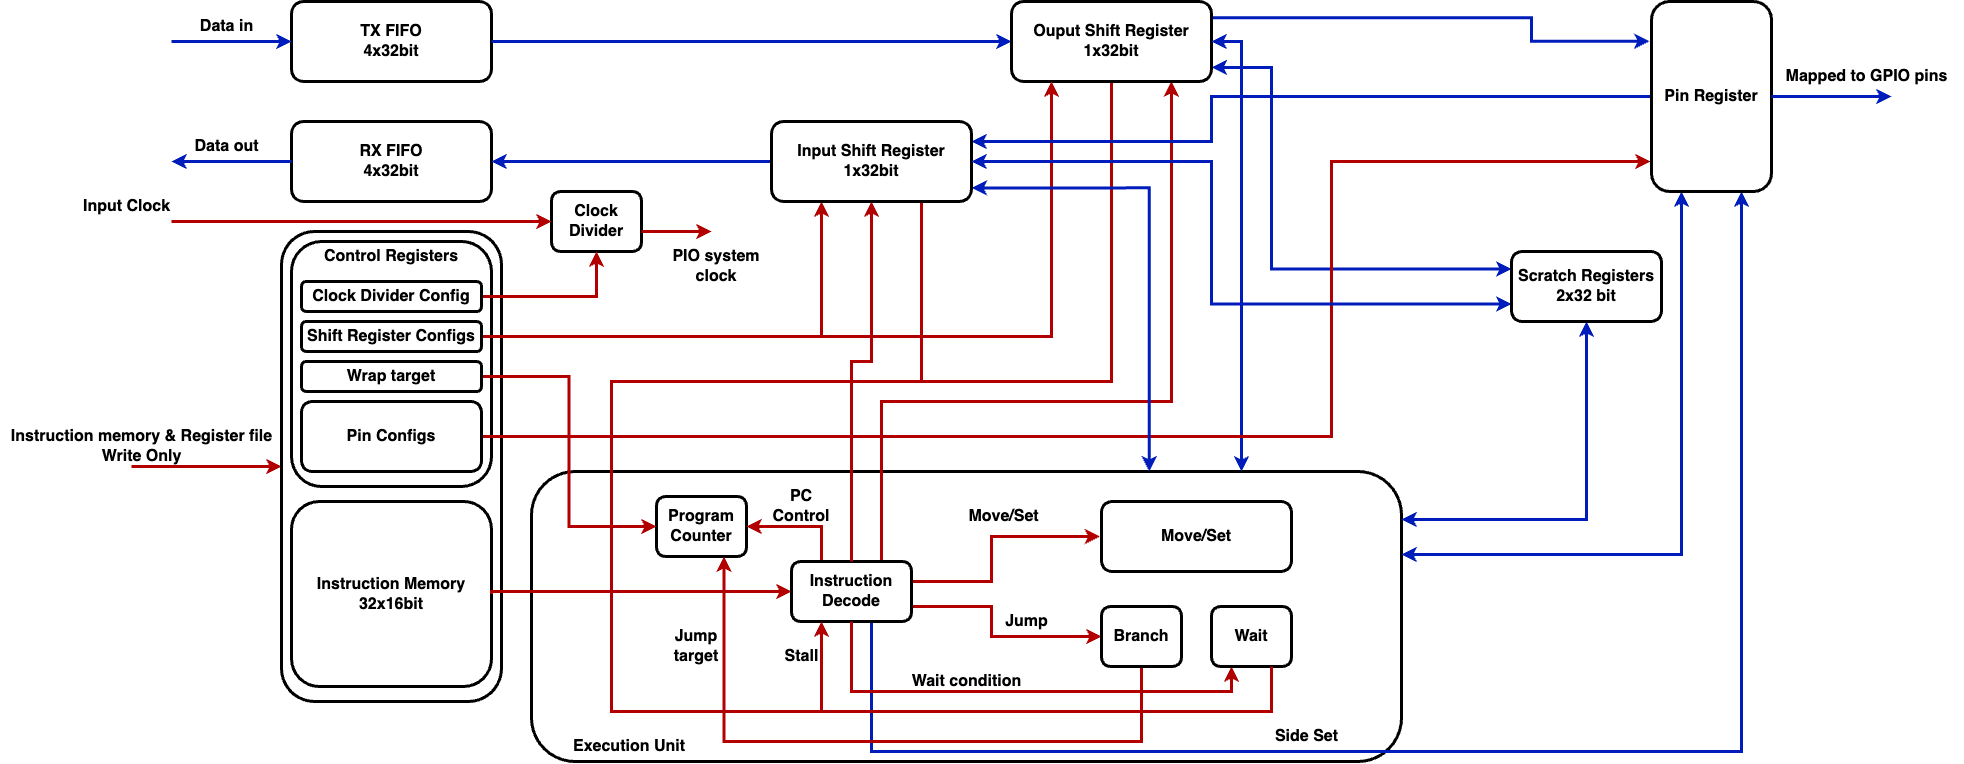 Data in
TX FIFO
4x32bit
Ouput Shift Register
1x32bit
Pin Register
Mapped to GPIO pins
Data out
RX FIFO
4x32bit
Input Shift Register
1x32bit
Input Clock
Clock
Divider
PIO system
clock
Control Registers
Clock Divider Config
Shift Register Configs
Wrap target
Pin Configs
Scratch Registers
2x32 bit
Instruction memory & Register file
Write Only
Instruction Memory
32x16bit
Program
Counter
PC
Control
Move/Set
Move/Set
Instruction
Decode
Jump
Branch
Wait
Jump
target
Stall
Wait condition
Side Set
Execution Unit